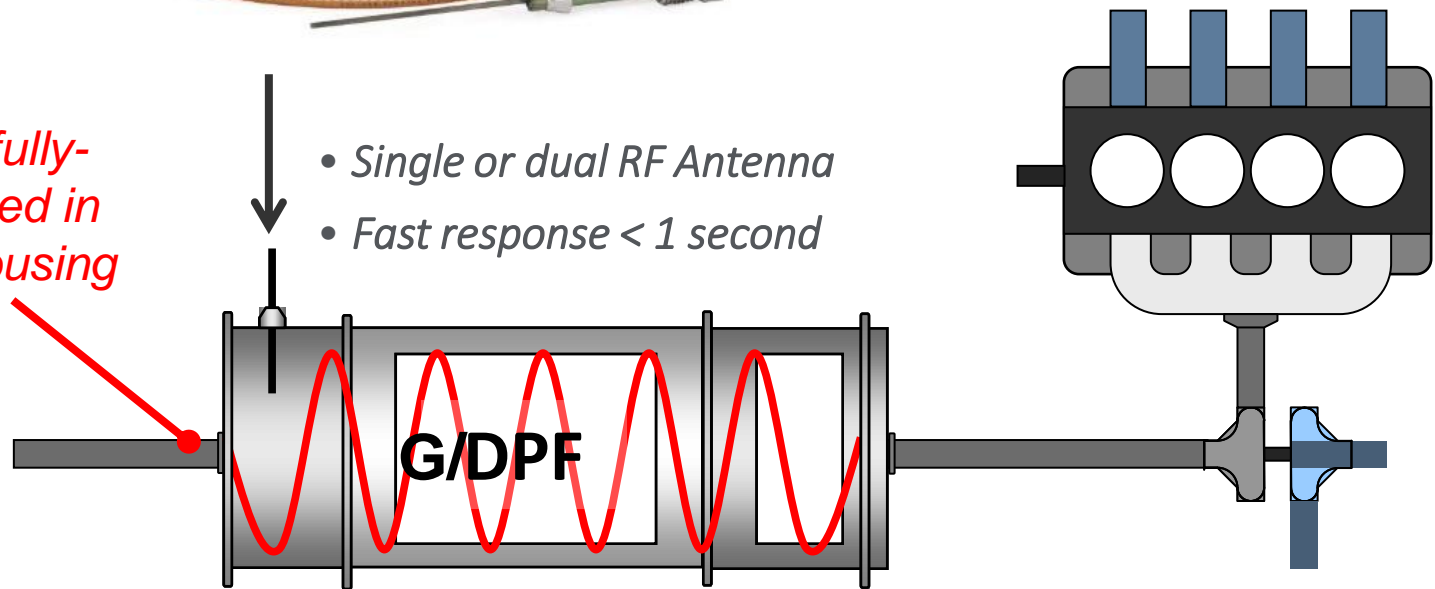 fully-
ed in
ousing
• Single or dual RF Antenna
• Fast response < 1 second
G/DPF